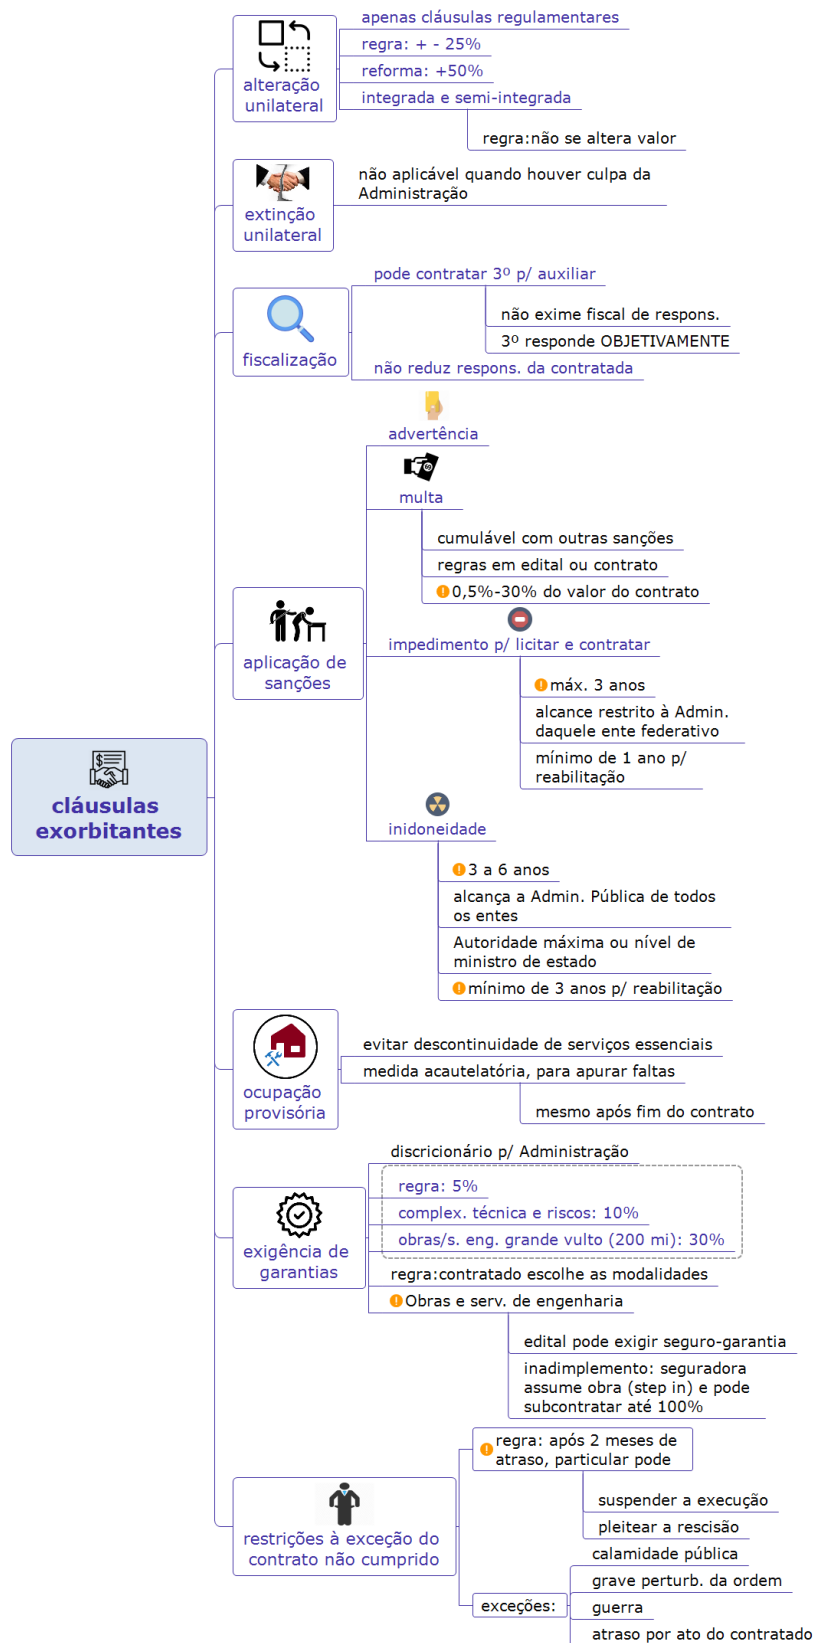 apenas cláusulas regulamentares
regra: + - 25%
reforma: +50%
alteração
unilateral
integrada e semi-integrada
regra:não se altera valor
não aplicável quando houver culpa da
Administração
extinção
unilateral
pode contratar 3º p/ auxiliar
não exime fiscal de respons.
3º responde OBJETIVAMENTE
fiscalização
não reduz respons. da contratada
advertência
multa
cumulável com outras sanções
regras em edital ou contrato
0,5%-30% do valor do contrato
aplicação de
sanções
impedimento p/ licitar e contratar
máx. 3 anos
alcance restrito à Admin.
daquele ente federativo
mínimo de 1 ano p/
reabilitação
cláusulas
exorbitantes
inidoneidade
3 a 6 anos
alcança a Admin. Pública de todos
os entes
Autoridade máxima ou nível de
ministro de estado
mínimo de 3 anos p/ reabilitação
ocupação
provisória
evitar descontinuidade de serviços essenciais
medida acautelatória, para apurar faltas
mesmo após fim do contrato
discricionário p/ Administração
regra: 5%
complex. técnica e riscos: 10%
obras/s. eng. grande vulto (200 mi): 30%
exigência de
garantias
regra:contratado escolhe as modalidades
Obras e serv. de engenharia
edital pode exigir seguro-garantia
inadimplemento: seguradora
assume obra (step in) e pode
subcontratar até 100%
regra: após 2 meses de
atraso, particular pode
suspender a execução
pleitear a rescisão
restrições à exceção do
contrato não cumprido
exceções:
calamidade pública
grave perturb. da ordem
guerra
atraso por ato do contratado
$